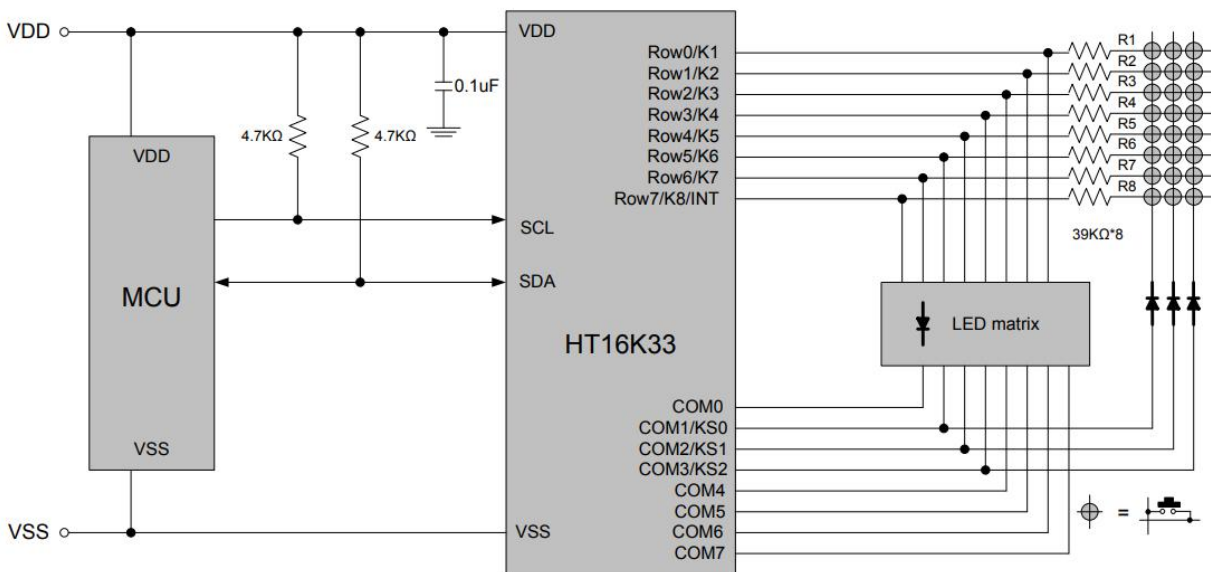 VDD
VDD
Row0/K1
Row1/K2
Row2/K3
Row3/K4
Row4/K5
Row5/K6
Row6/K7
Row7/K8/INT
R1
R2
R3
R4
R5
R6
R7
R8
0.1uF
4.7KΩ
4.7KΩ
VDD
SCL
39KΩ*8
SDA
MCU
LED matrix
HT16K33
COM0
COM1/KS0
COM2/KS1
COM3/KS2
COM4
COM5
COM6
COM7
VSS
VSS
VSS
=